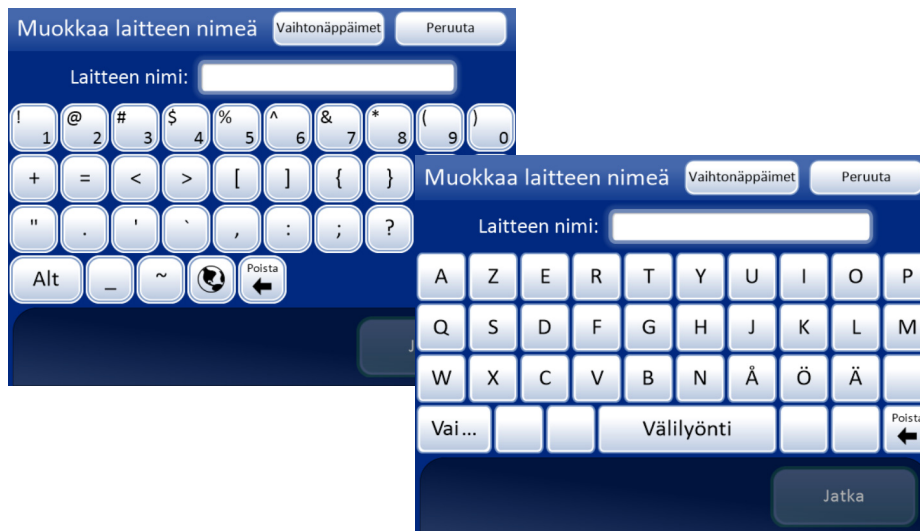 Muokkaa laitteen nimeä Vaihtonäppäimet Peruuta
Laitteen nimi:
! 1 @ 2 # 3 $ 4 % 5 ^ 6 & 7 * 8 ( 9 ) 0
+ = < > [ ] { }
" . ' ` , : ; ?
Alt _ ~ Poista
J
Muokkaa laitteen nimeä Vaihtonäppäimet Peruuta
Laitteen nimi:
A Z E R T Y U I O P
Q S D F G H J K L M
W X C V B N Å Ö Ä
Vai... Välilyönti Poista
Jatka